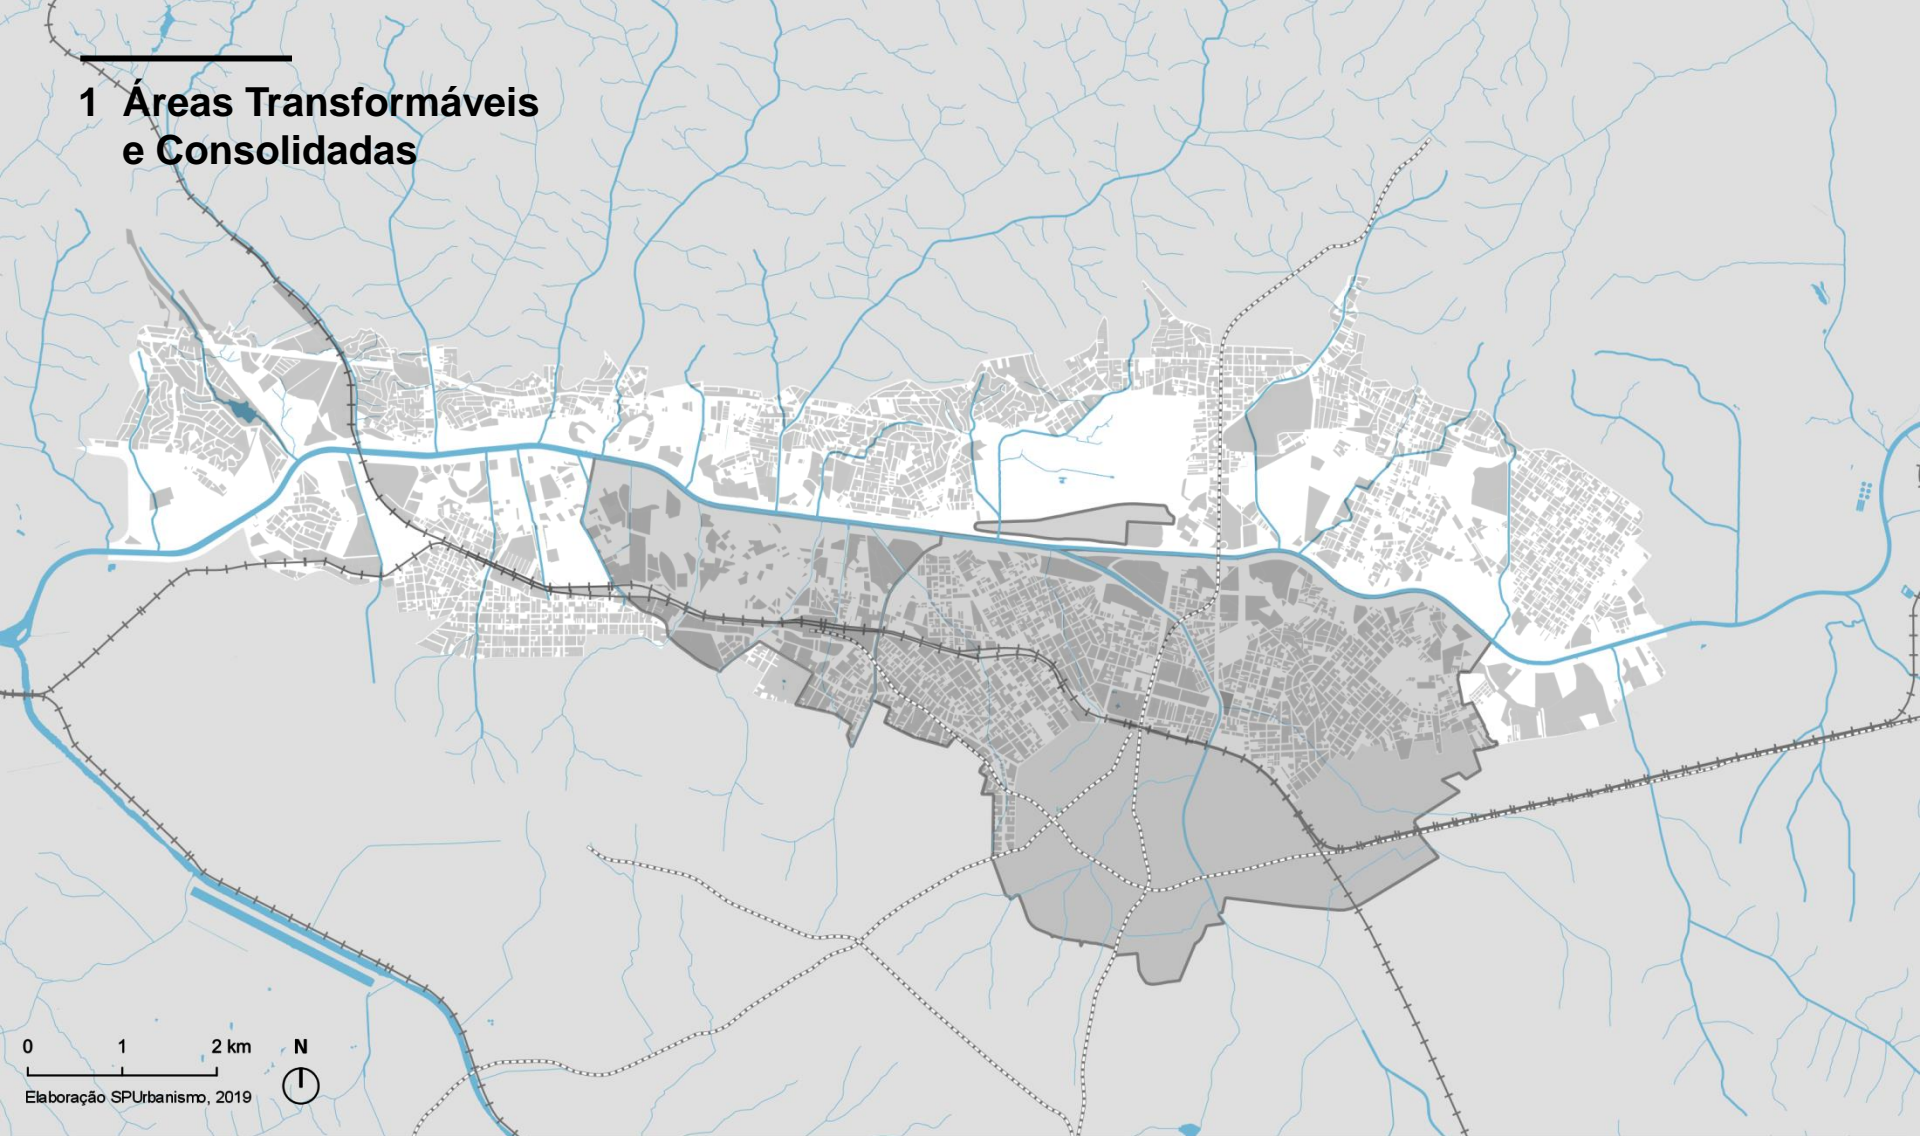 1 Áreas Transformáveis
e Consolidadas
0 1 2 km N
Elaboração SPUrbanismo, 2019